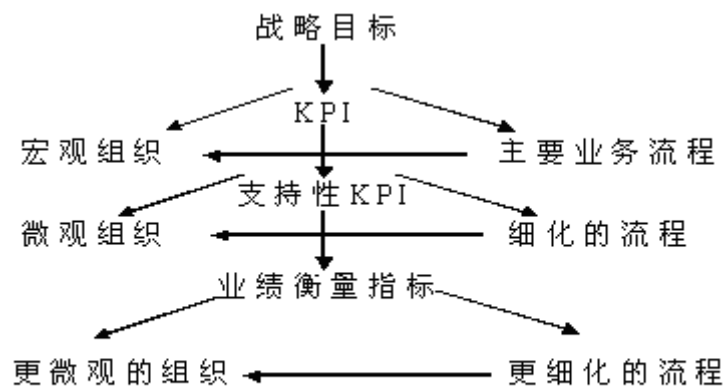 战略目标
KPI
宏观组织 主要业务流程
支持性KPI
微观组织 细化的流程
业绩衡量指标
更微观的组织 更细化的流程